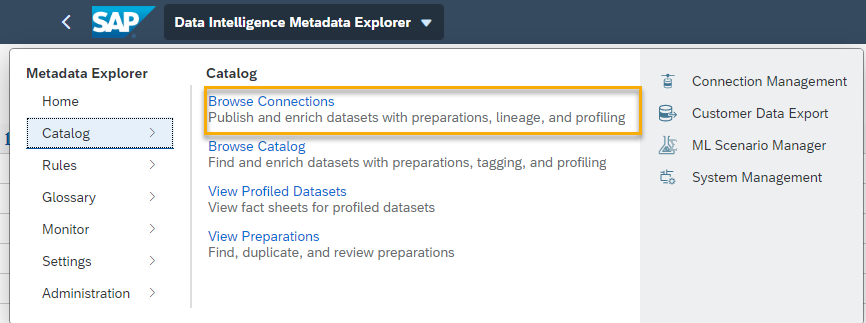 SAP Data Intelligence Metadata Explorer
Metadata Explorer
Home
Catalog
Rules
Glossary
Monitor
Settings
Administration
Catalog
Browse Connections
Publish and enrich datasets with preparations, lineage, and profiling
Browse Catalog
Find and enrich datasets with preparations, tagging, and profiling
View Profiled Datasets
View fact sheets for profiled datasets
View Preparations
Find, duplicate, and review preparations
Connection Management
Customer Data Export
ML Scenario Manager
System Management
1